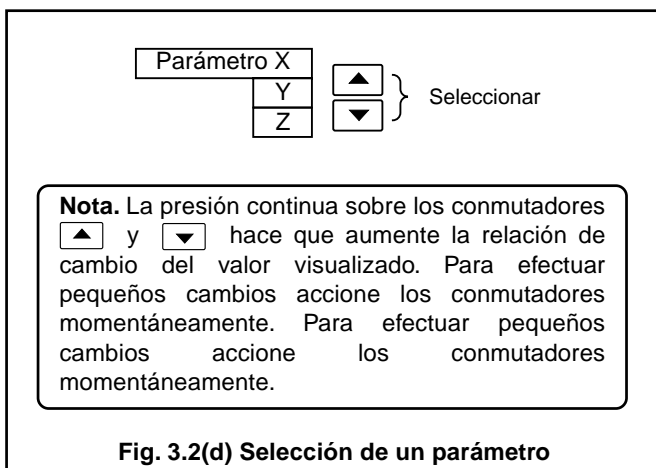 Parámetro X
Y
Z
Seleccionar
Nota. La presión continua sobre los conmutadores
y hace que aumente la relación de
cambio del valor visualizado. Para efectuar
pequeños cambios accione los conmutadores
momentáneamente. Para efectuar pequeños
cambios accione los conmutadores
momentáneamente.
Fig. 3.2(d) Selección de un parámetro